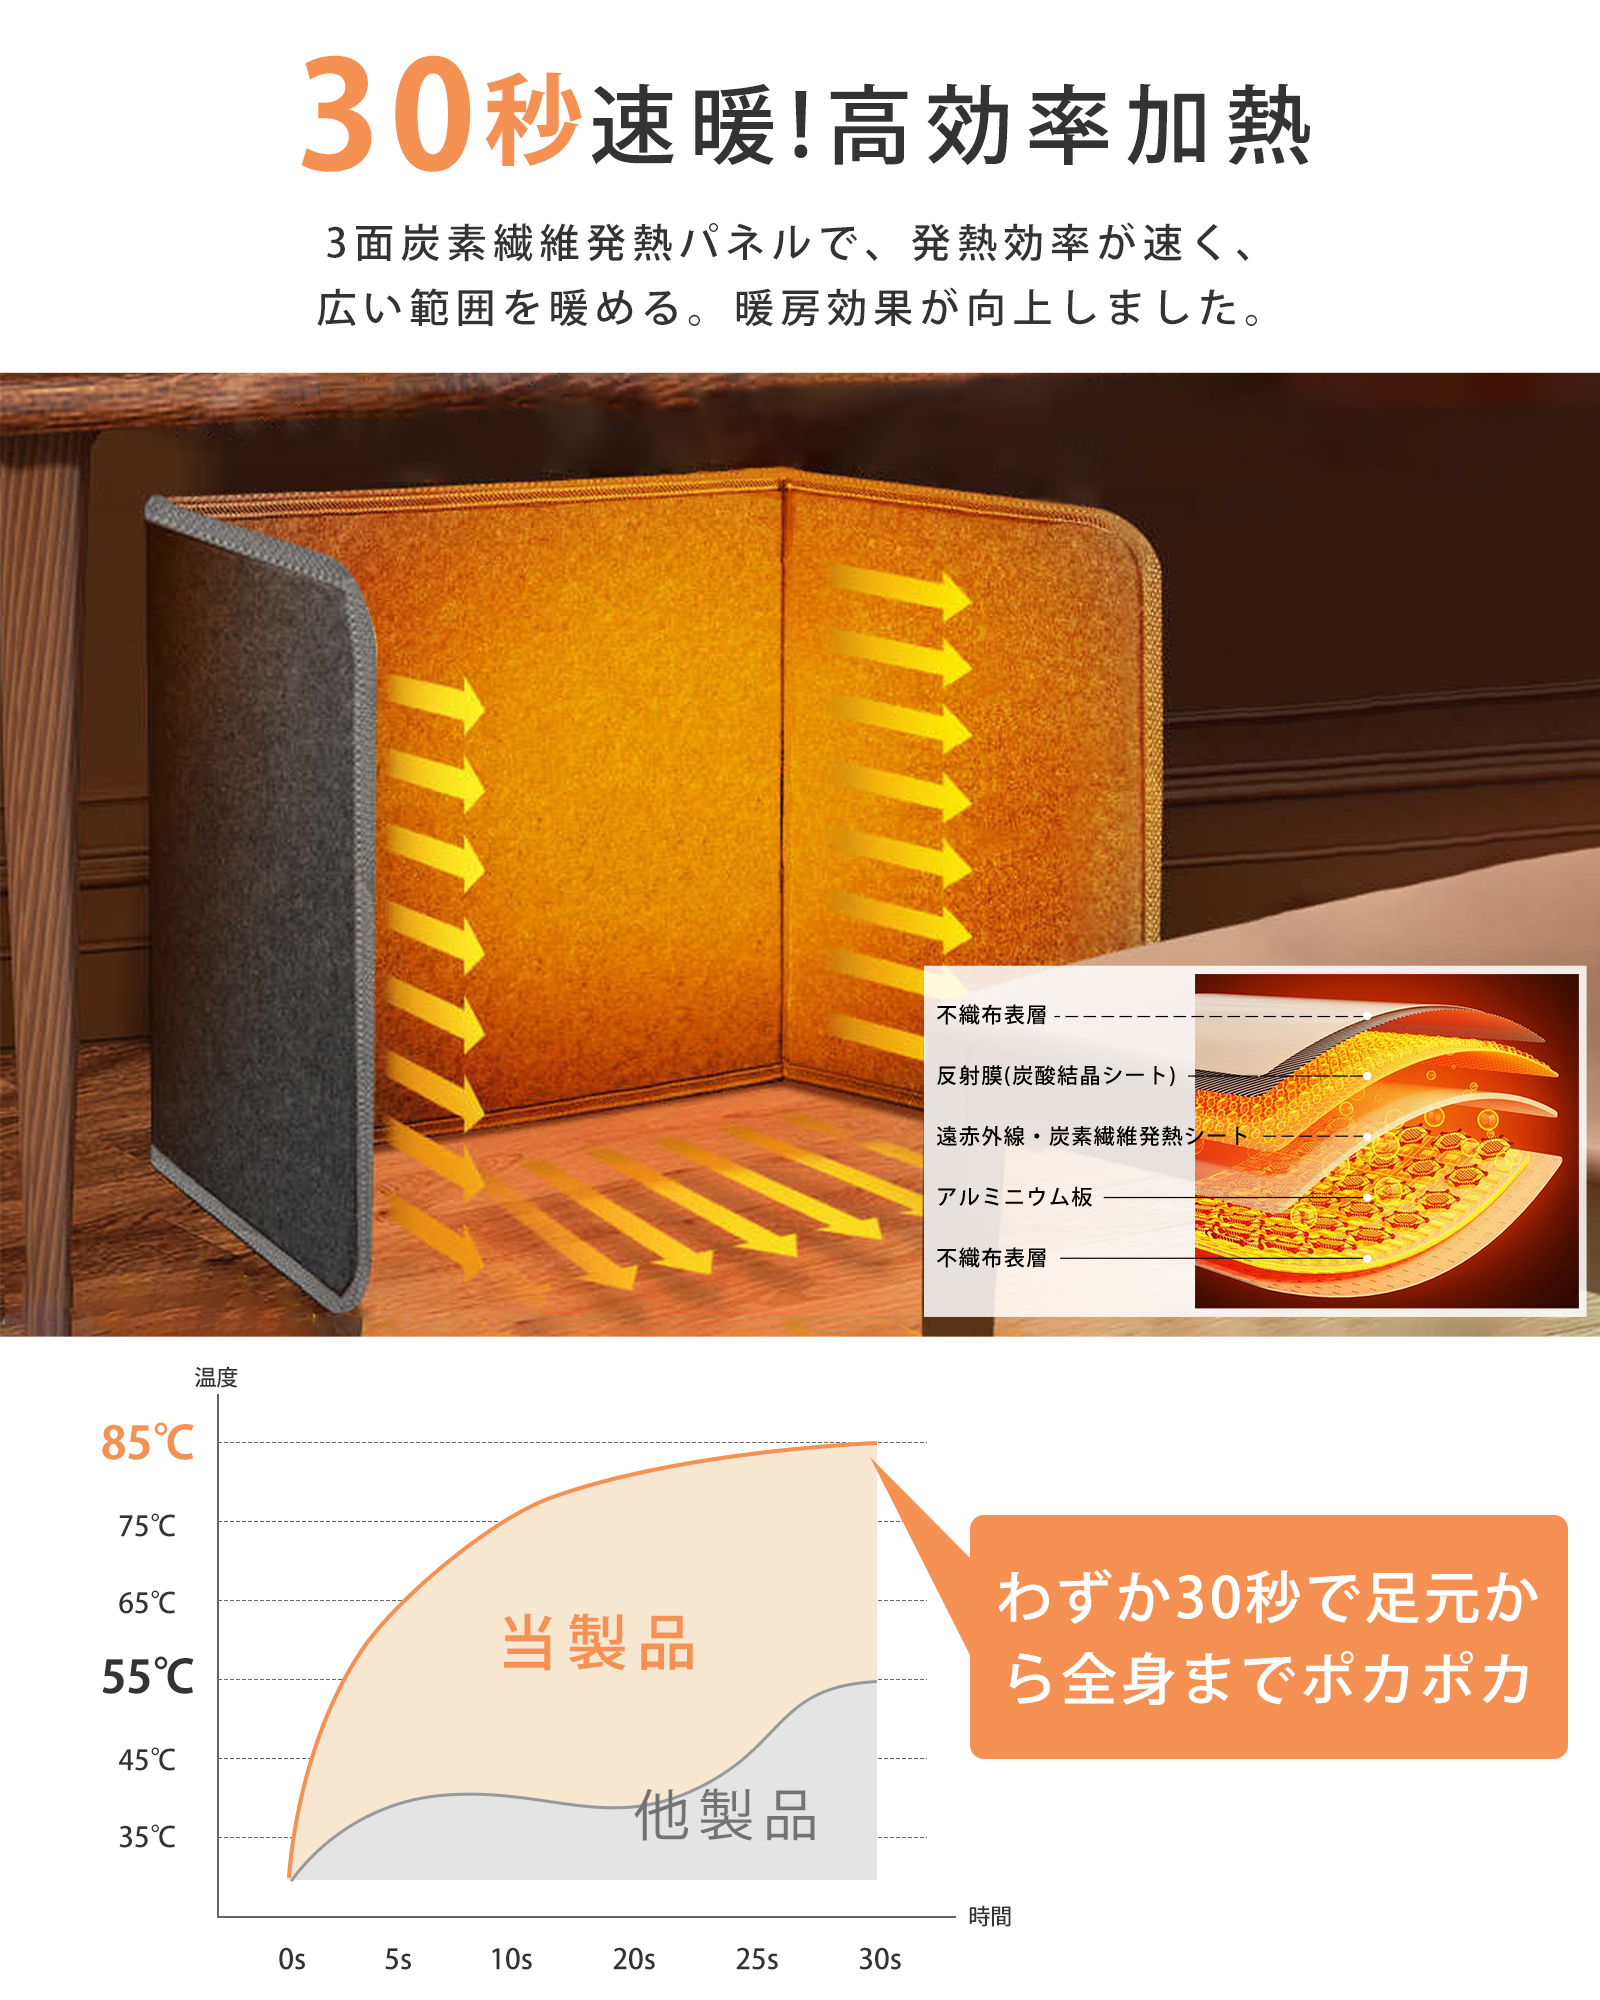 30秒速暖!高効率加熱
3面炭素繊維発熱パネルで、発熱効率が速く、
広い範囲を暖める。暖房効果が向上しました。
不織布表層
反射膜(炭酸結晶シート)
遠赤外線・炭素繊維発熱シート
アルミニウム板
不織布表層
温度
85℃
75℃
65℃
55℃
45℃
35℃
当製品
他製品
わずか30秒で足元か
ら全身までポカポカ
時間
0s 5s 10s 20s 25s 30s